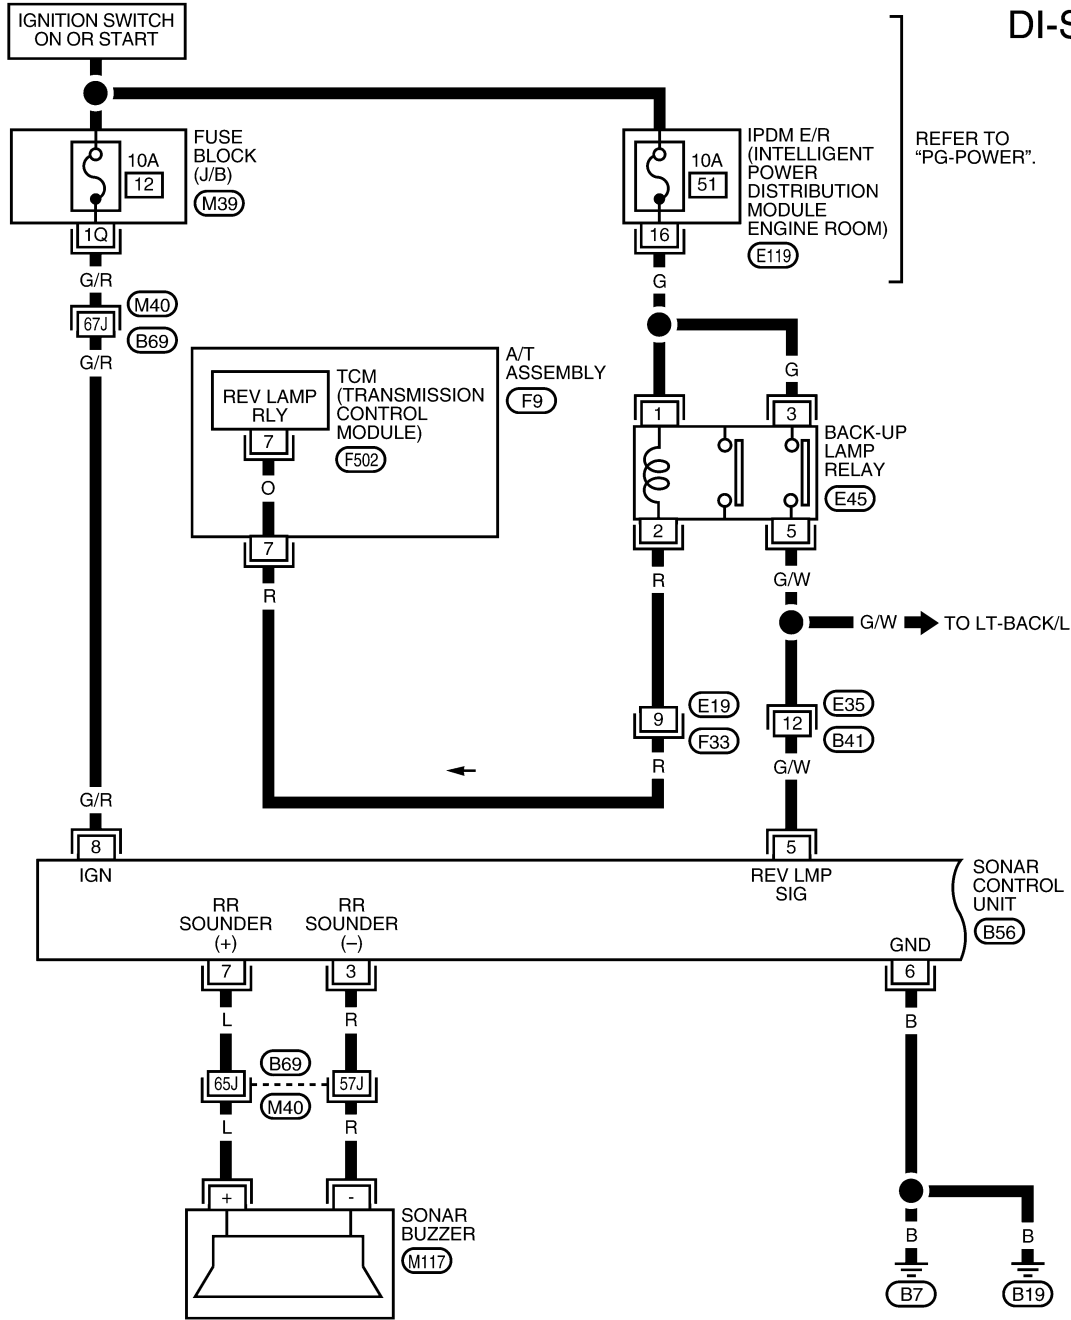 IGNITION SWITCH
ON OR START
DI-S
FUSE
BLOCK
(J/B)
M39
10A
12
1Q
G/R
M40
67J
B69
G/R
IPDM E/R
(INTELLIGENT
POWER
DISTRIBUTION
MODULE
ENGINE ROOM)
E119
10A
51
16
G
REFER TO
“PG-POWER”.
A/T
ASSEMBLY
F9
REV LAMP
RLY
7
TCM
(TRANSMISSION
CONTROL
MODULE)
F502
O
7
R
G
1
3
BACK-UP
LAMP
RELAY
E45
2
5
R
G/W
G/W
TO LT-BACK/L
9
E19
F33
12
E35
B41
R
G/W
G/R
8
5
IGN
REV LMP
SIG
SONAR
CONTROL
UNIT
B56
RR
SOUNDER
(+)
RR
SOUNDER
(–)
GND
7
3
6
L
R
B
65J
B69
M40
57J
L
R
+
-
SONAR
BUZZER
M117
B
B
B7
B19